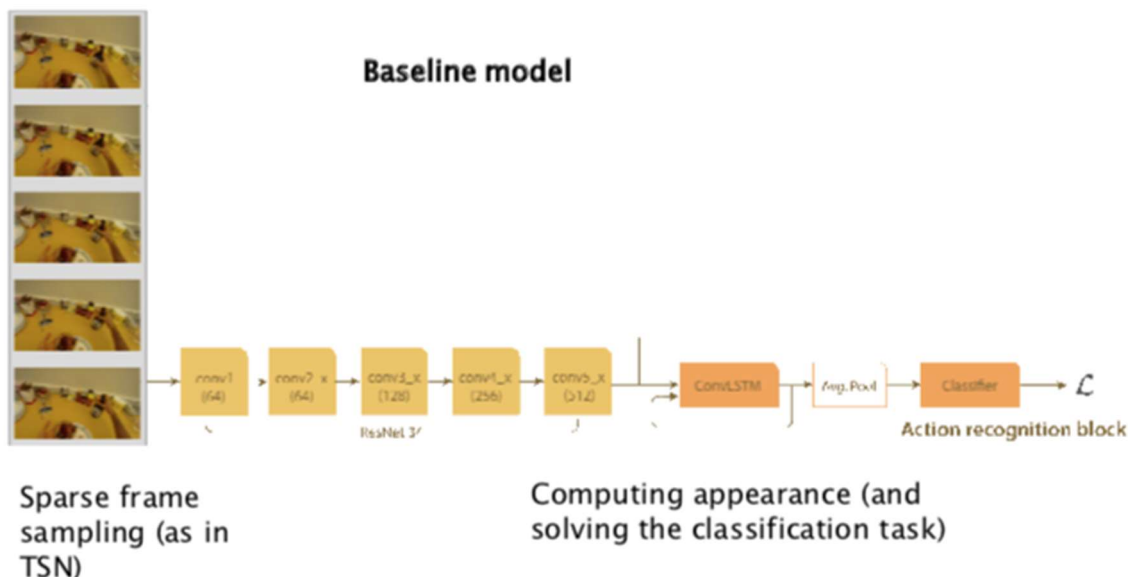 Baseline model
conv1
(64)
conv2_x
(64)
conv3_x
(128)
conv4_x
(256)
conv5_x
(512)
ConvLSTM
Avg.Pool
Classifier
ℒ
ResNet
Action recognition block
Sparse frame
sampling (as in
TSN)
Computing appearance (and
solving the classification task)